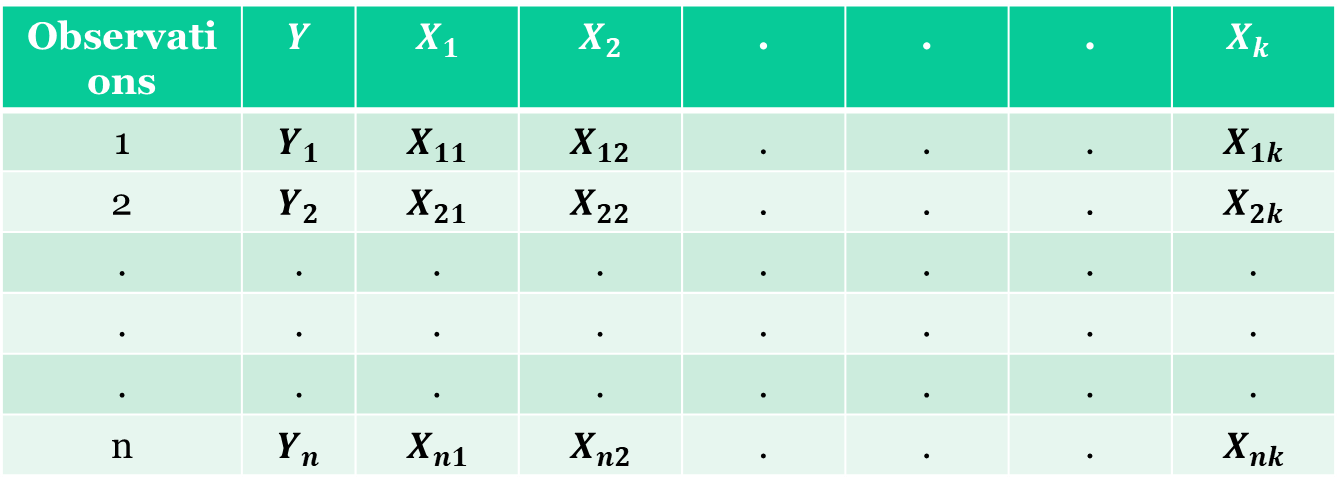 Observati Y X₁ X₂ . . . Xₖ
ons
1 Y₁ X₁₁ X₁₂ . . . X₁ₖ
2 Y₂ X₂₁ X₂₂ . . . X₂ₖ
. . . . . . . .
. . . . . . . .
. . . . . . . .
n Yₙ Xₙ₁ Xₙ₂ . . . Xₙₖ